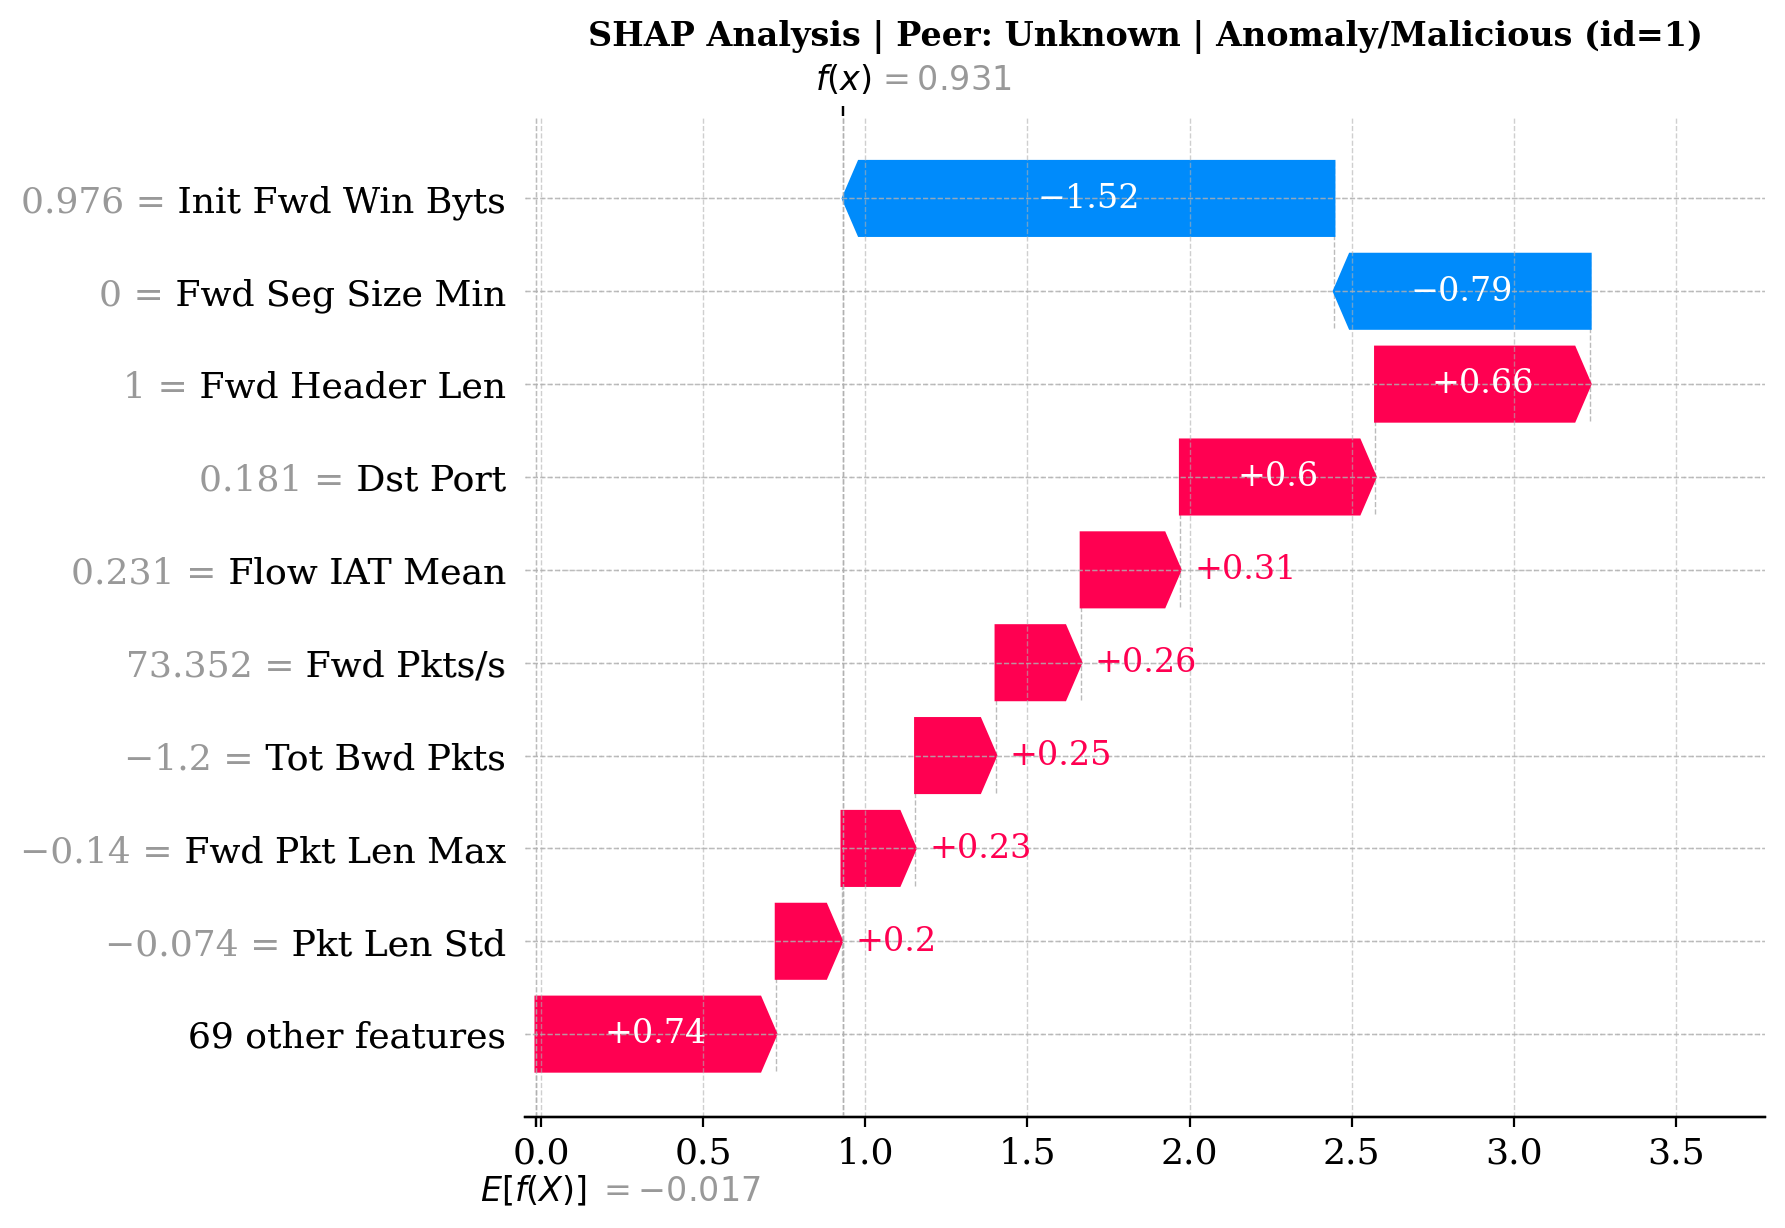 SHAP Analysis | Peer: Unknown | Anomaly/Malicious (id=1)
f(x) = 0.931
0.976 = Init Fwd Win Byts
−1.52
0 = Fwd Seg Size Min
−0.79
1 = Fwd Header Len
+0.66
0.181 = Dst Port
+0.6
0.231 = Flow IAT Mean
+0.31
73.352 = Fwd Pkts/s
+0.26
−1.2 = Tot Bwd Pkts
+0.25
−0.14 = Fwd Pkt Len Max
+0.23
−0.074 = Pkt Len Std
+0.2
69 other features
+0.74
0.0 0.5 1.0 1.5 2.0 2.5 3.0 3.5
E[f(X)] = −0.017